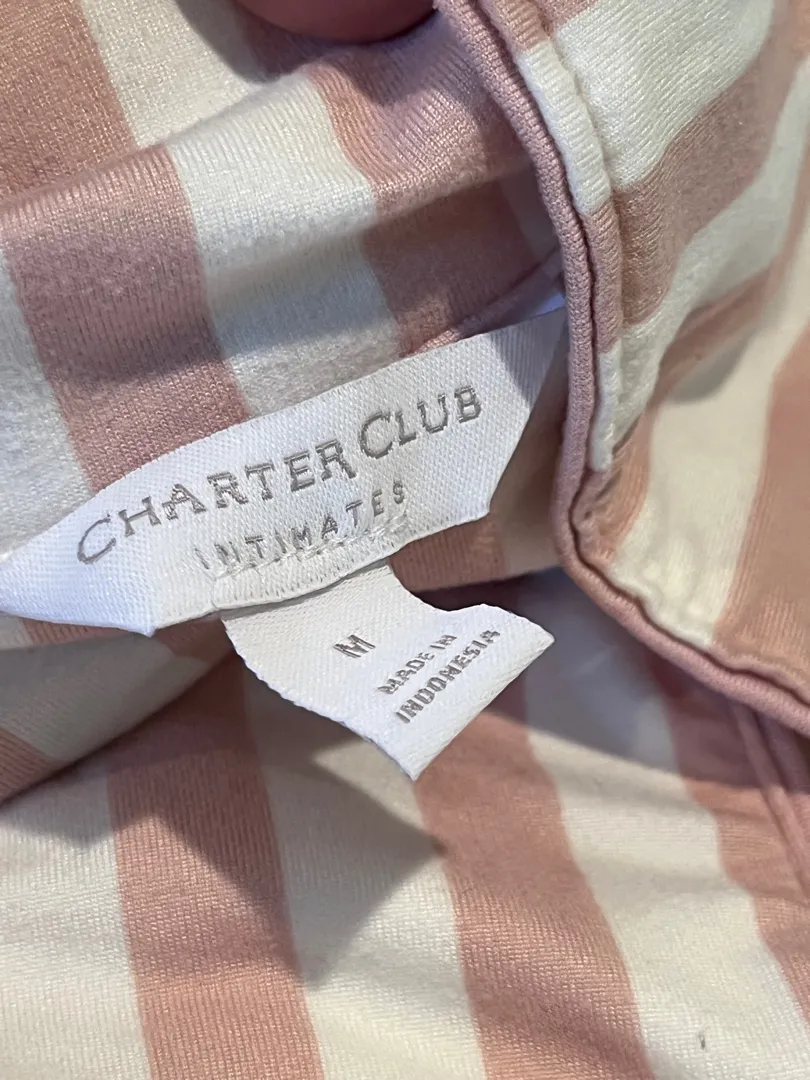 CHARTER CLUB
INTIMATES
M
MADE IN
INDONESIA